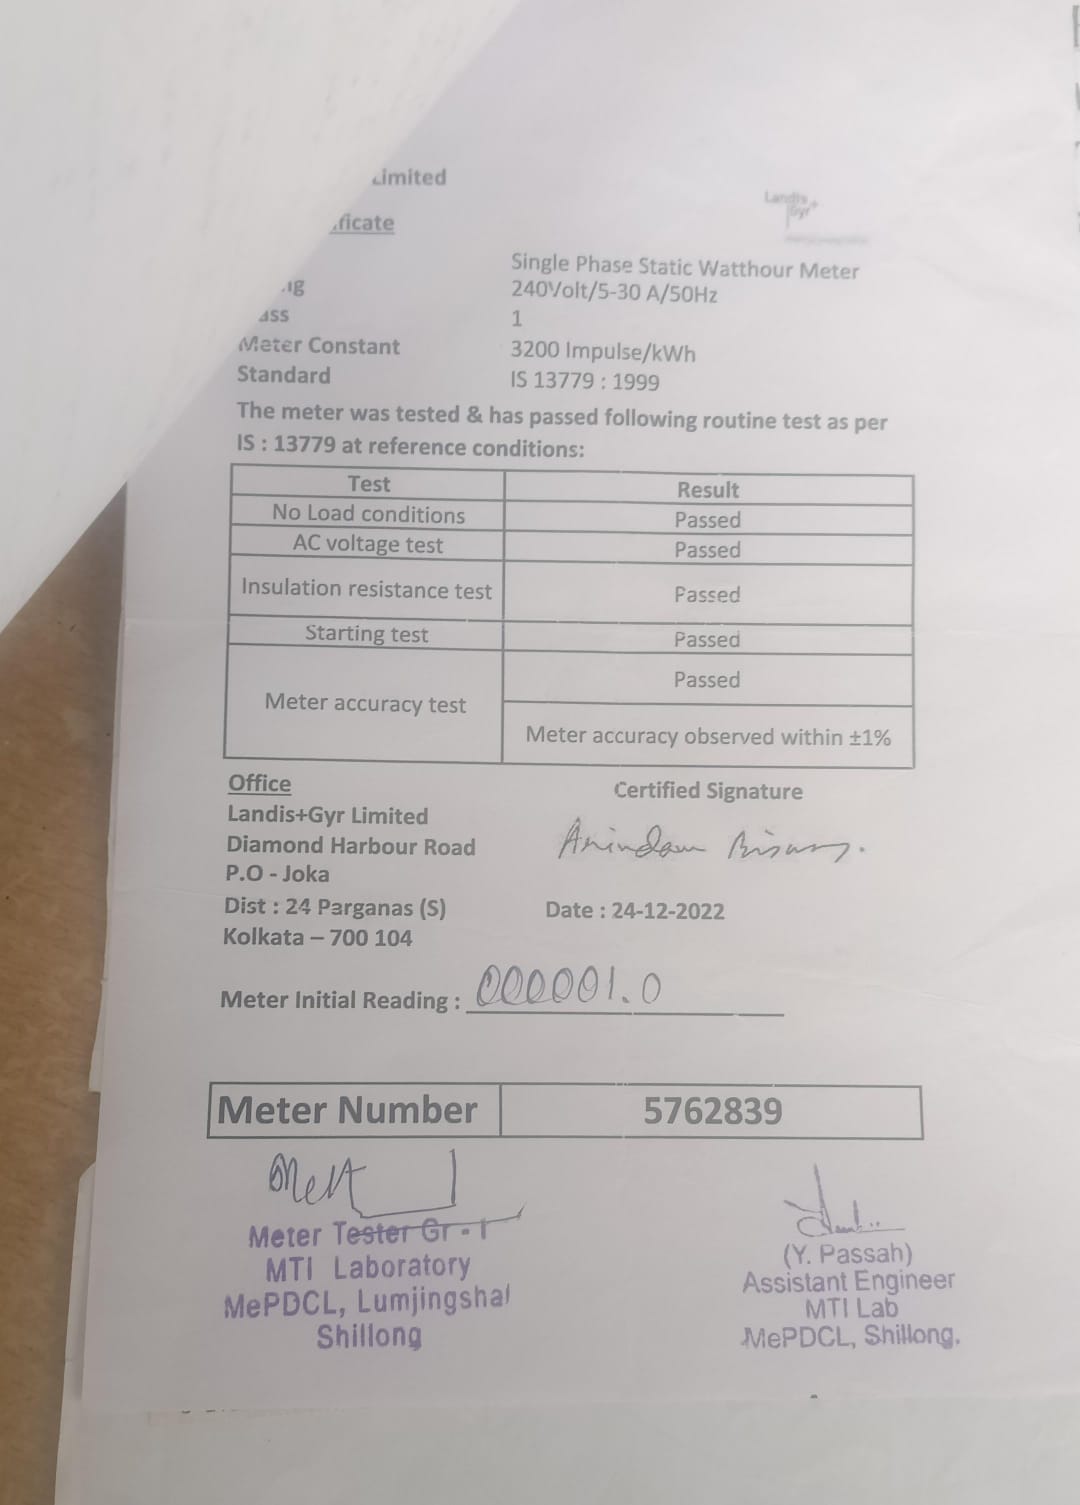 Limited
Landis
Gyr+
ficate
Single Phase Static Watthour Meter
240Volt/5-30 A/50Hz
ass 1
Meter Constant 3200 Impulse/kWh
Standard IS 13779 : 1999
The meter was tested & has passed following routine test as per
IS : 13779 at reference conditions:
Test Result
No Load conditions Passed
AC voltage test Passed
Insulation resistance test Passed
Starting test Passed
Meter accuracy test Passed
Meter accuracy observed within ±1%
Office Certified Signature
Landis+Gyr Limited
Diamond Harbour Road
P.O - Joka
Dist : 24 Parganas (S) Date : 24-12-2022
Kolkata – 700 104
Meter Initial Reading : 000001.0
Meter Number 5762839
Meter Tester Gr - I
MTI Laboratory
MePDCL, Lumjingshai
Shillong
(Y. Passah)
Assistant Engineer
MTI Lab
MePDCL, Shillong.